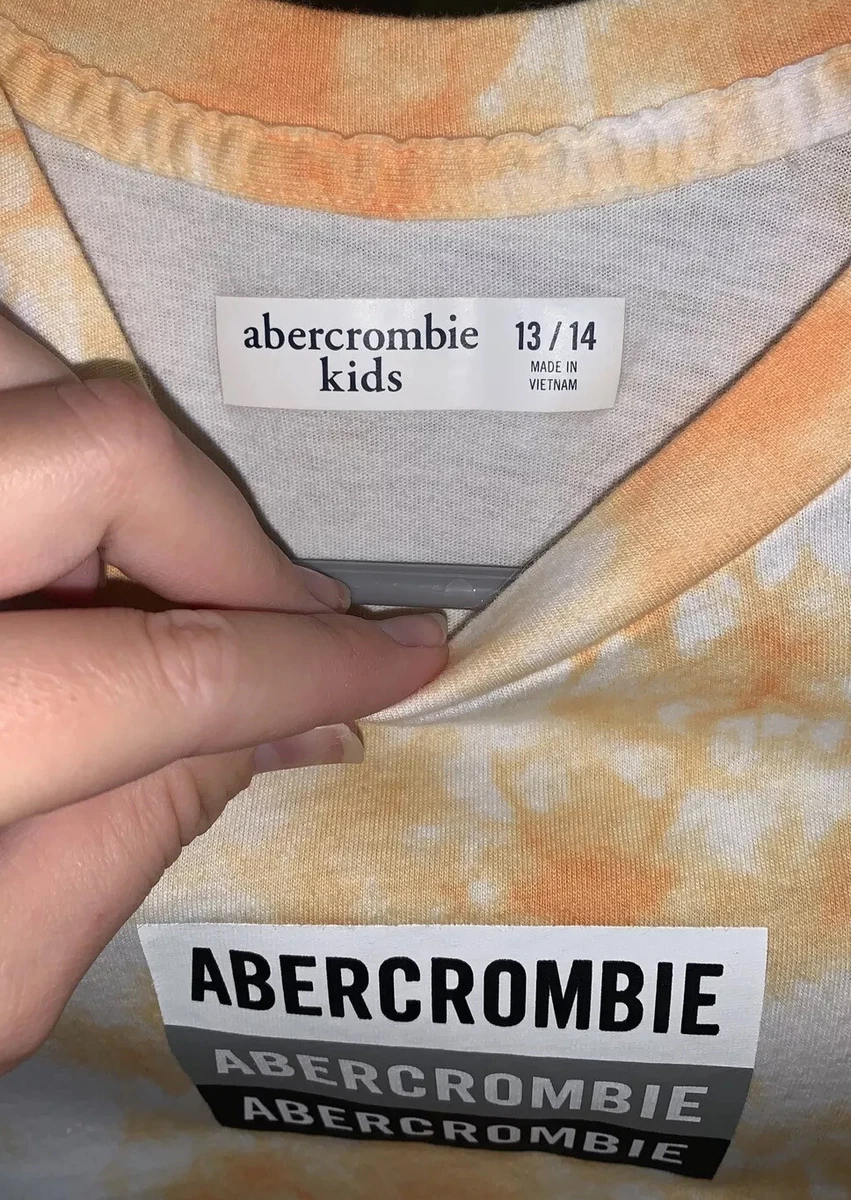 abercrombie
kids
13 / 14
MADE IN
VIETNAM
ABERCROMBIE
ABERCROMBIE
ABERCROMBIE